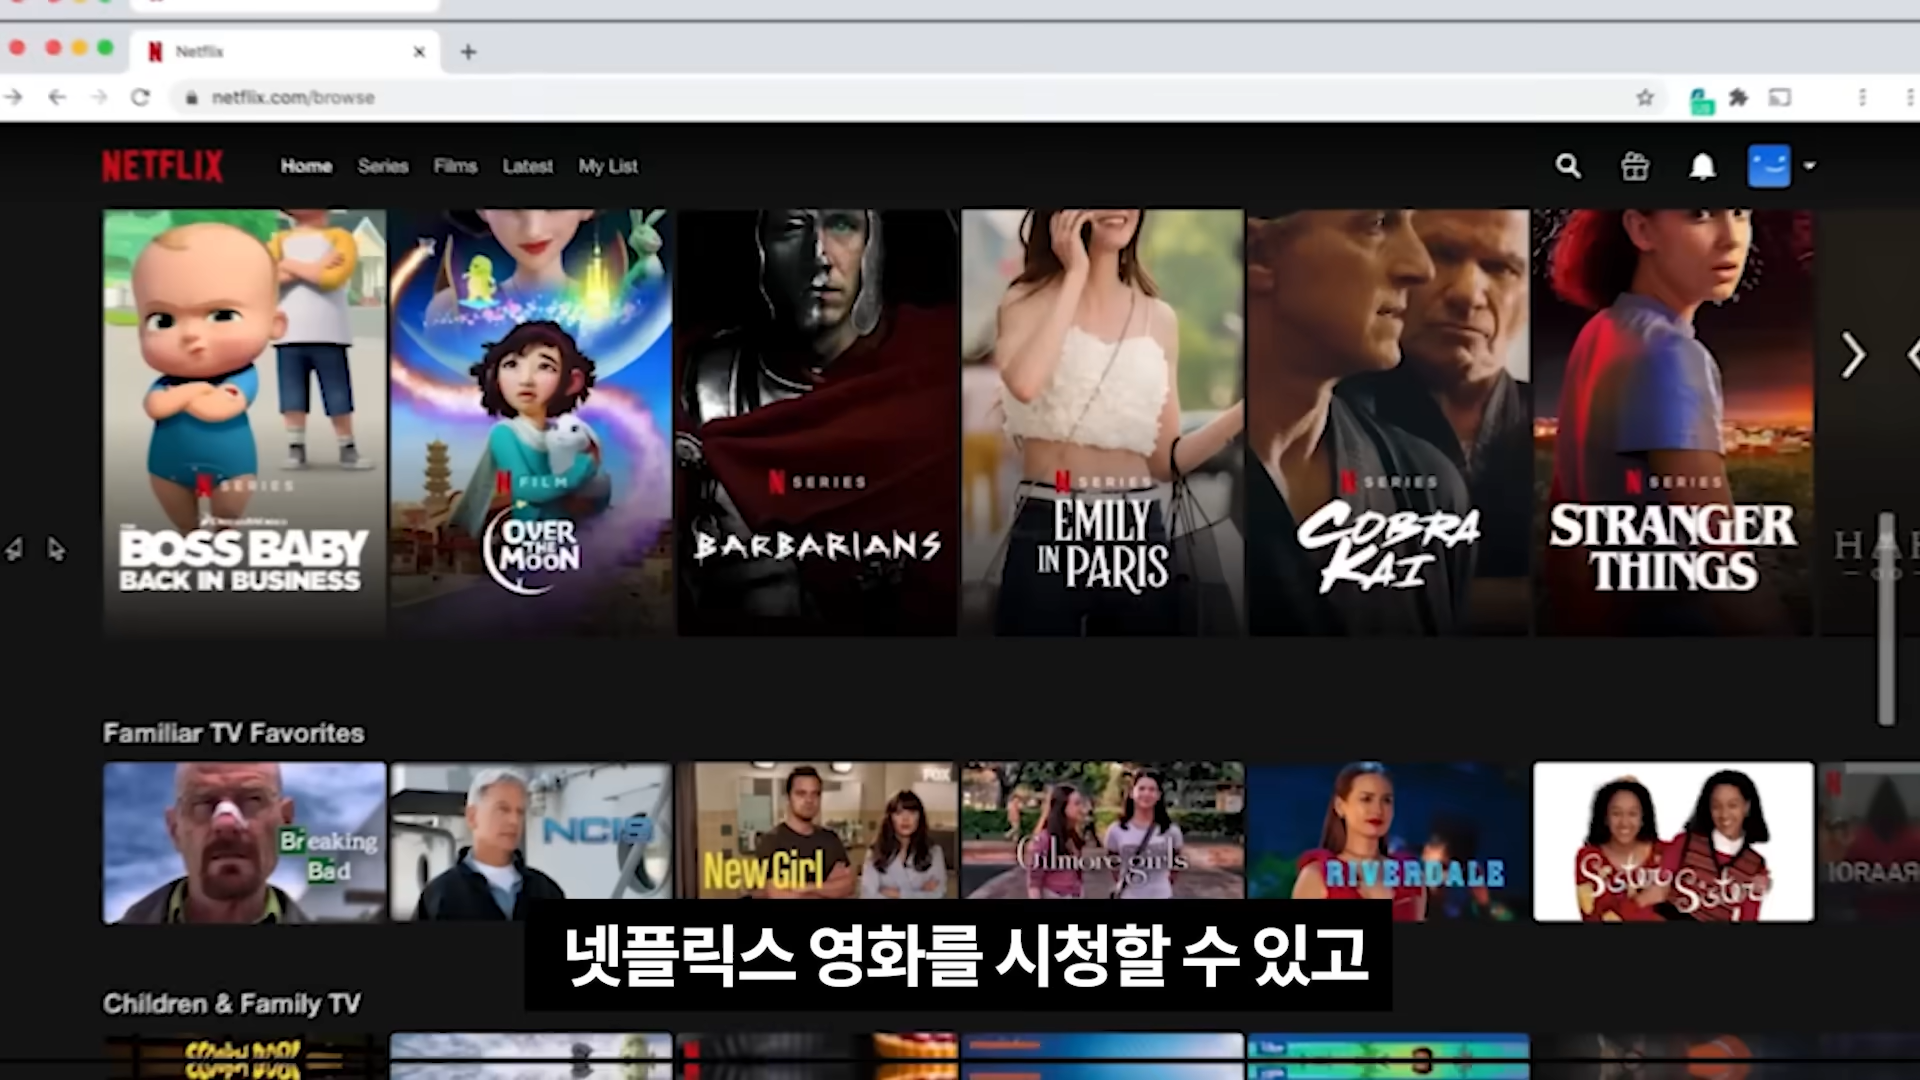 Netflix
netflix.com/browse
NETFLIX Home Series Films Latest My List
N SERIES
THE BOSS BABY
BACK IN BUSINESS
N FILM
OVER
THE
MOON
N SERIES
BARBARIANS
N SERIES
EMILY
IN PARIS
N SERIES
COBRA
KAI
N SERIES
STRANGER
THINGS
Familiar TV Favorites
Breaking
Bad
NCIS
FOX
New Girl
Gilmore girls
RIVERDALE
Sister Sister
넷플릭스 영화를 시청할 수 있고
Children & Family TV